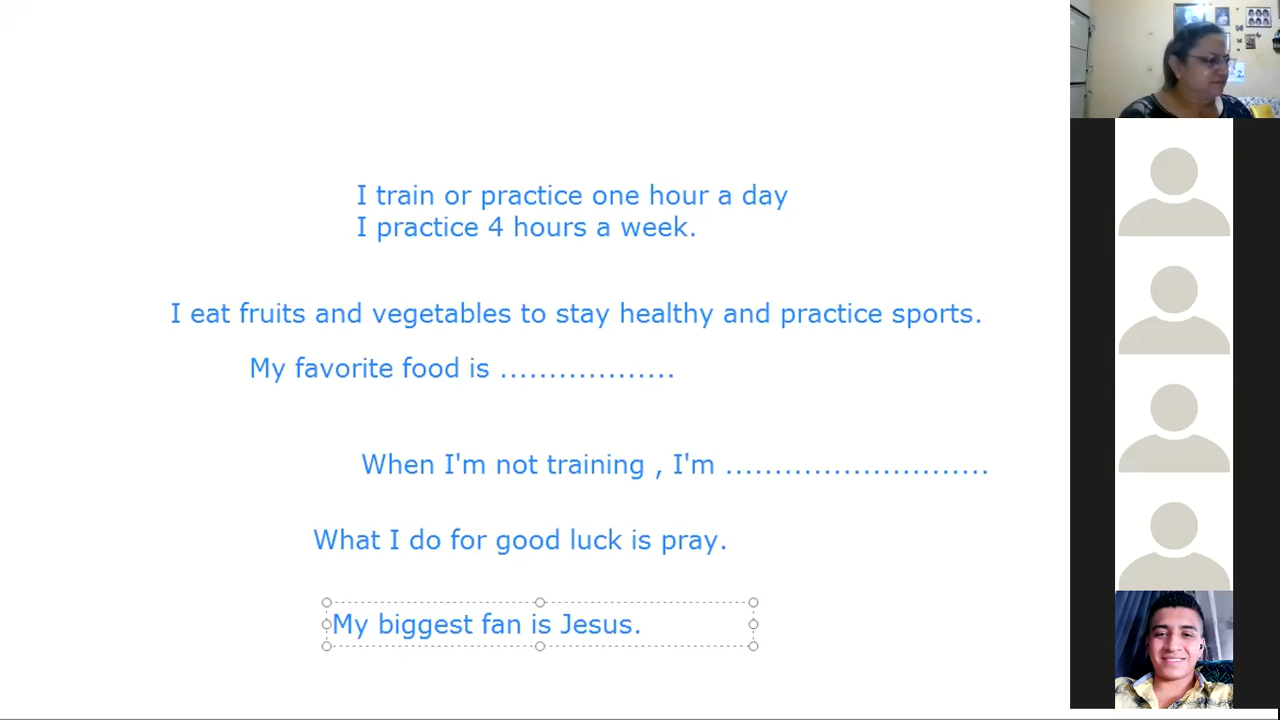 I train or practice one hour a day
I practice 4 hours a week.
I eat fruits and vegetables to stay healthy and practice sports.
My favorite food is ..................
When I'm not training , I'm ...........................
What I do for good luck is pray.
My biggest fan is Jesus.